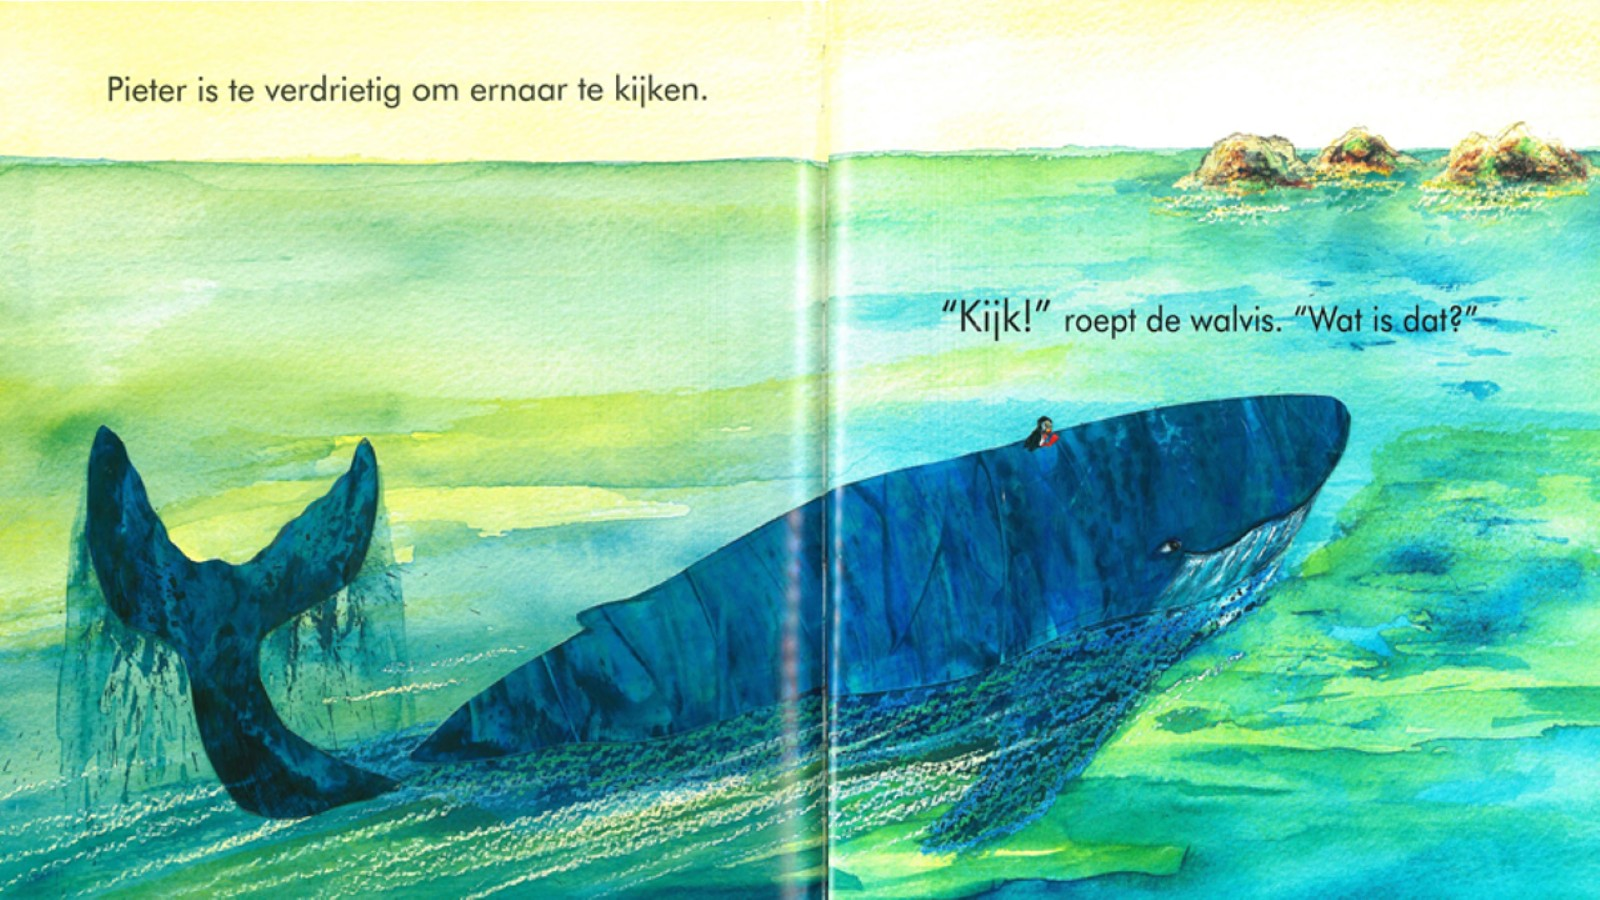 Pieter is te verdrietig om ernaar te kijken.
“Kijk!” roept de walvis. “Wat is dat?”